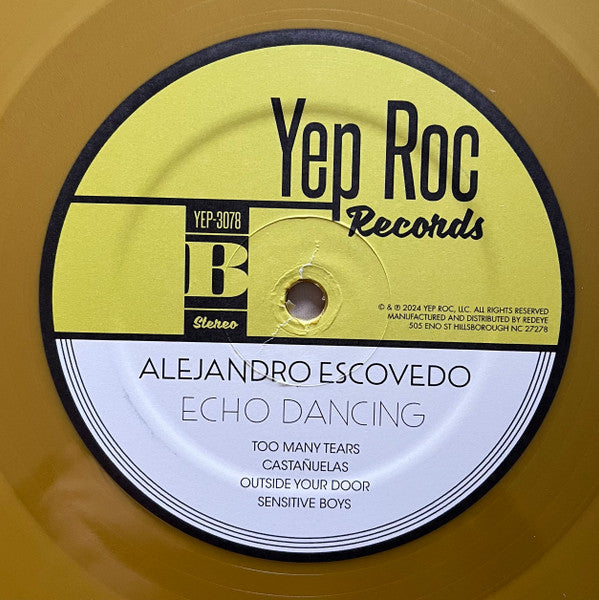 Yep Roc
Records
YEP-3078
B
Stereo
© & ℗ 2024 YEP ROC, LLC. ALL RIGHTS RESERVED
MANUFACTURED AND DISTRIBUTED BY REDEYE
505 ENO ST HILLSBOROUGH NC 27278
ALEJANDRO ESCOVEDO
ECHO DANCING
TOO MANY TEARS
CASTAÑUELAS
OUTSIDE YOUR DOOR
SENSITIVE BOYS